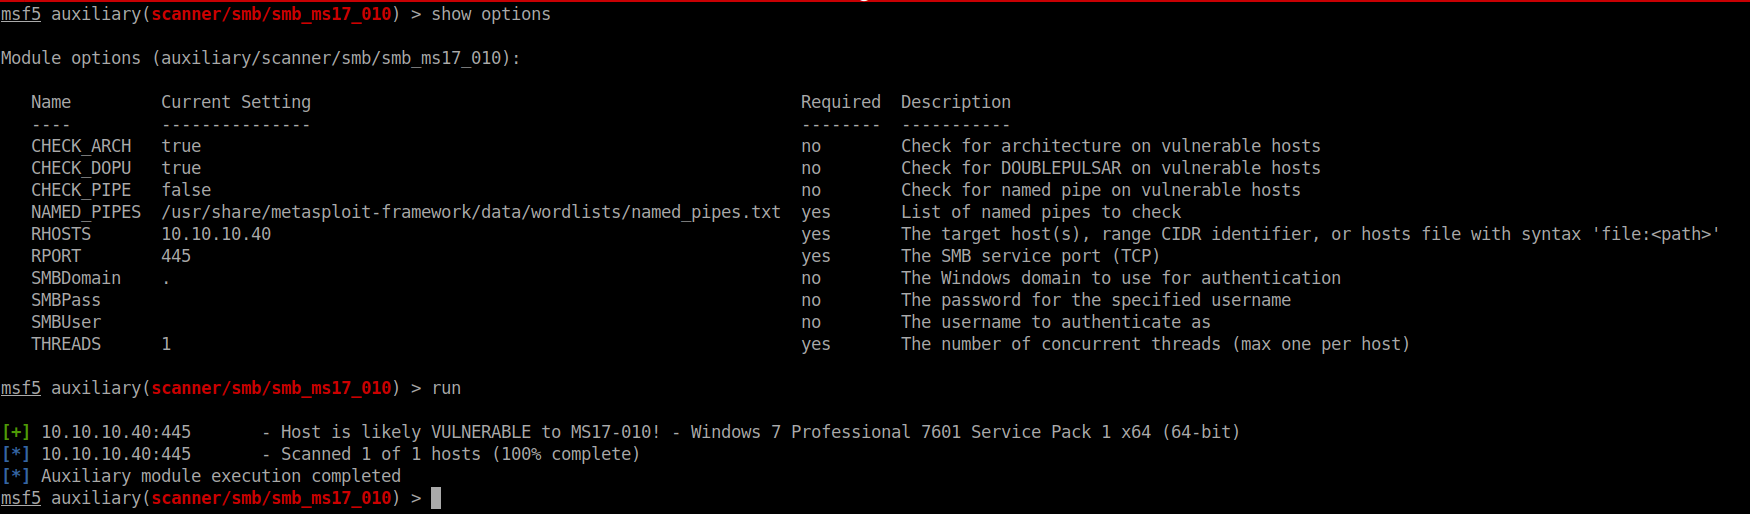 msf5 auxiliary(scanner/smb/smb_ms17_010) > show options
Module options (auxiliary/scanner/smb/smb_ms17_010):
Name Current Setting Required Description
---- --------------- -------- -----------
CHECK_ARCH true no Check for architecture on vulnerable hosts
CHECK_DOPU true no Check for DOUBLEPULSAR on vulnerable hosts
CHECK_PIPE false no Check for named pipe on vulnerable hosts
NAMED_PIPES /usr/share/metasploit-framework/data/wordlists/named_pipes.txt yes List of named pipes to check
RHOSTS 10.10.10.40 yes The target host(s), range CIDR identifier, or hosts file with syntax 'file:<path>'
RPORT 445 yes The SMB service port (TCP)
SMBDomain . no The Windows domain to use for authentication
SMBPass no The password for the specified username
SMBUser no The username to authenticate as
THREADS 1 yes The number of concurrent threads (max one per host)
msf5 auxiliary(scanner/smb/smb_ms17_010) > run
[+] 10.10.10.40:445 - Host is likely VULNERABLE to MS17-010! - Windows 7 Professional 7601 Service Pack 1 x64 (64-bit)
[*] 10.10.10.40:445 - Scanned 1 of 1 hosts (100% complete)
[*] Auxiliary module execution completed
msf5 auxiliary(scanner/smb/smb_ms17_010) >